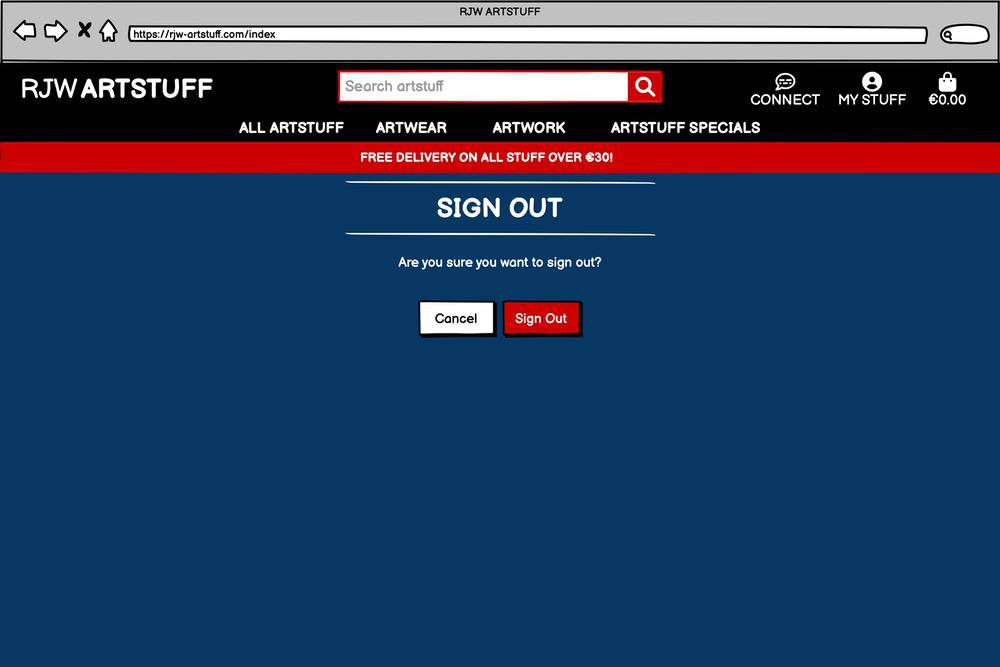 RJW ARTSTUFF
https://rjw-artstuff.com/index
RJW ARTSTUFF
Search artstuff
CONNECT
MY STUFF
€0.00
ALL ARTSTUFF
ARTWEAR
ARTWORK
ARTSTUFF SPECIALS
FREE DELIVERY ON ALL STUFF OVER €30!
SIGN OUT
Are you sure you want to sign out?
Cancel
Sign Out